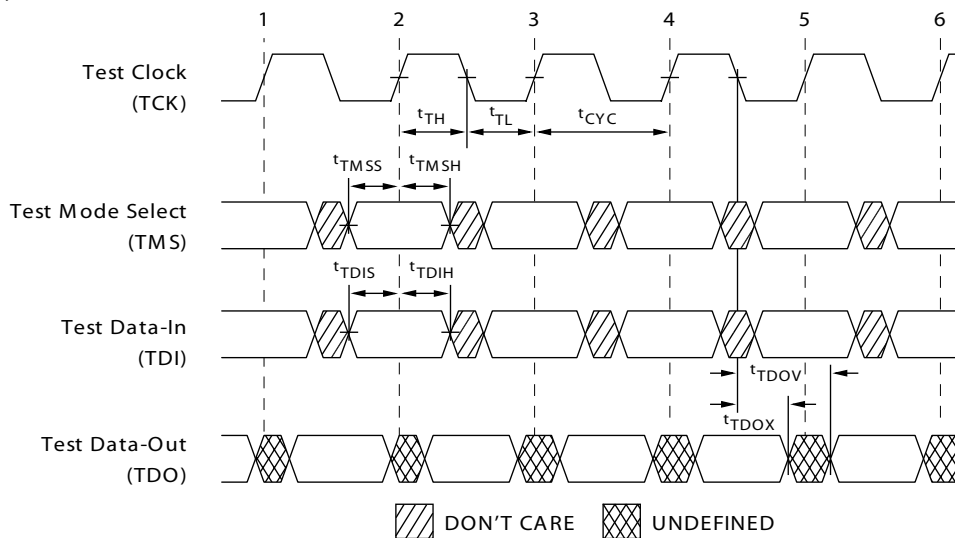 1 2 3 4 5 6
Test Clock
(TCK)
tTH tTL tCYC
tTMSS tTMSH
Test Mode Select
(TMS)
tTDIS tTDIH
Test Data-In
(TDI)
tTDOV
tTDOX
Test Data-Out
(TDO)
DON'T CARE UNDEFINED